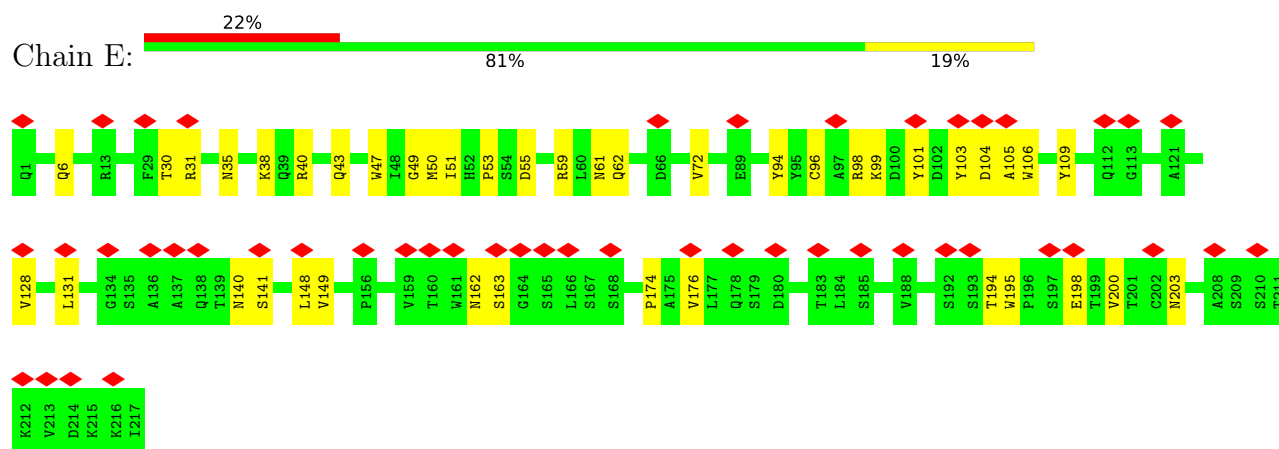 22%
Chain E:
81% 19%
Q1 Q6 R13 F29 T30 R31 N35 K38 Q39 R40 Q43 W47 I48 G49 M50 I51 H52 P53 S54 D55 R59 L60 N61 Q62 D66 V72 E89 Y94 Y95 C96 A97 R98 K99 D100 Y101 D102 Y103 D104 A105 W106 Y109 Q112 G113 A121
V128 L131 G134 S135 A136 A137 Q138 T139 N140 S141 L148 V149 P156 V159 T160 W161 N162 S163 G164 S165 L166 S167 S168 P174 A175 V176 L177 Q178 S179 D180 T183 L184 S185 V188 S192 S193 T194 W195 P196 S197 E198 T199 V200 T201 C202 N203 A208 S209 S210 T211
K212 V213 D214 K215 K216 I217